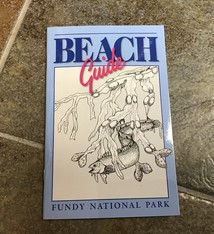 BEACH
Guide
FUNDY NATIONAL PARK